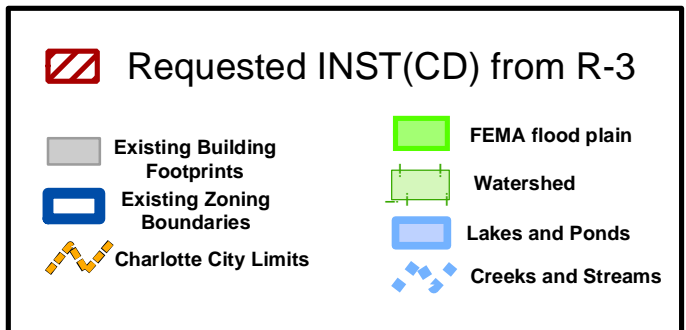 Requested INST(CD) from R-3
Existing Building
Footprints
Existing Zoning
Boundaries
Charlotte City Limits
FEMA flood plain
Watershed
Lakes and Ponds
Creeks and Streams